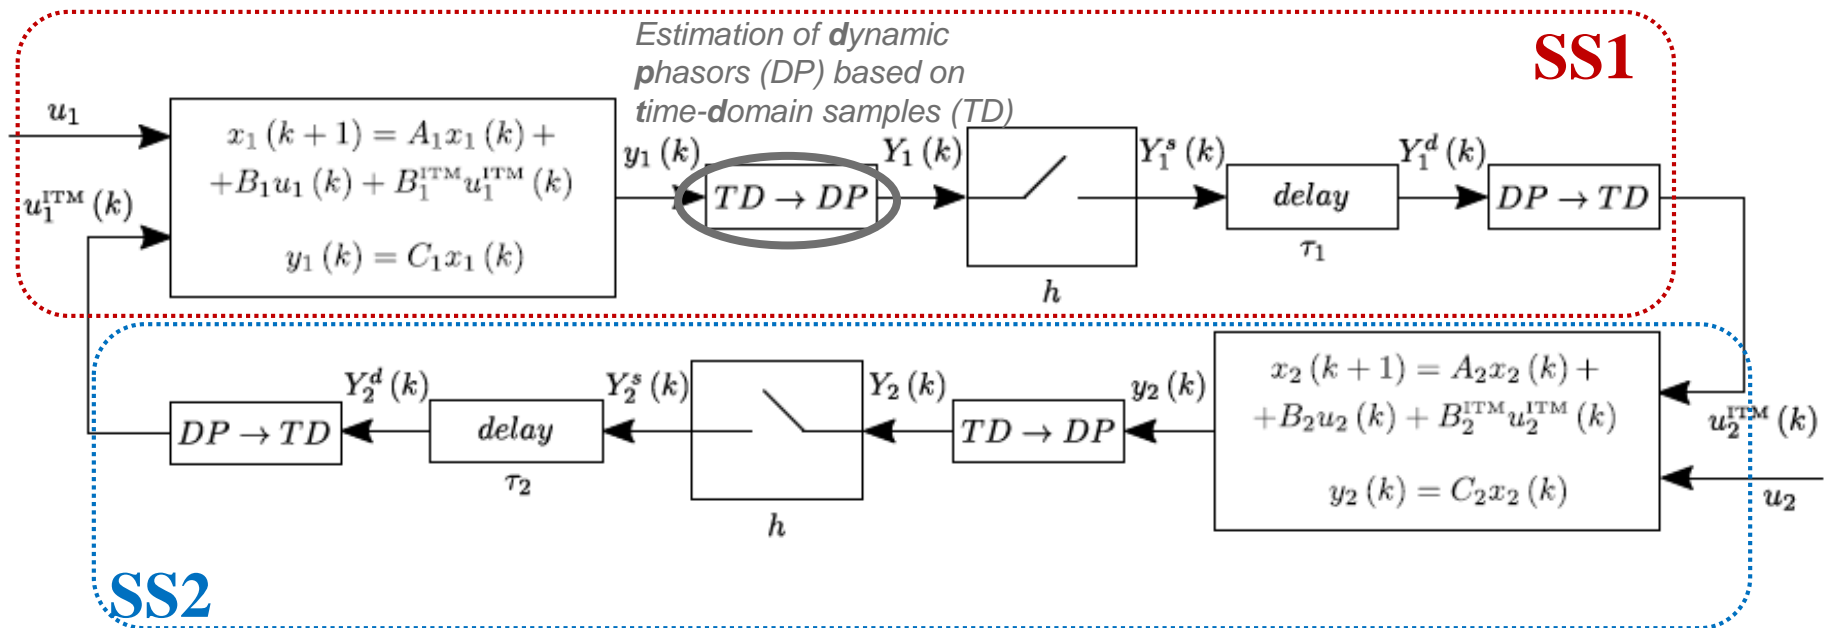 Estimation of dynamic
phasors (DP) based on
time-domain samples (TD)
SS1
u₁
x₁ (k + 1) = A₁x₁ (k) +
+B₁u₁ (k) + B₁ᴵᵀᴹu₁ᴵᵀᴹ (k)
y₁ (k) = C₁x₁ (k)
u₁ᴵᵀᴹ (k)
y₁ (k)
TD → DP
Y₁ (k)
h
Y₁ˢ (k)
delay
τ₁
Y₁ᵈ (k)
DP → TD
x₂ (k + 1) = A₂x₂ (k) +
+B₂u₂ (k) + B₂ᴵᵀᴹu₂ᴵᵀᴹ (k)
y₂ (k) = C₂x₂ (k)
u₂ᴵᵀᴹ (k)
u₂
y₂ (k)
TD → DP
Y₂ (k)
h
Y₂ˢ (k)
delay
τ₂
Y₂ᵈ (k)
DP → TD
SS2